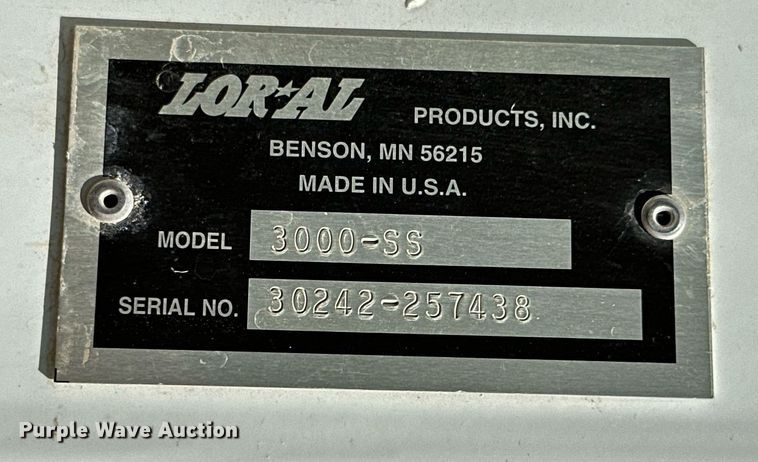 LOR★AL PRODUCTS, INC.
BENSON, MN 56215
MADE IN U.S.A.
MODEL 3000-SS
SERIAL NO. 30242-257438
Purple Wave Auction